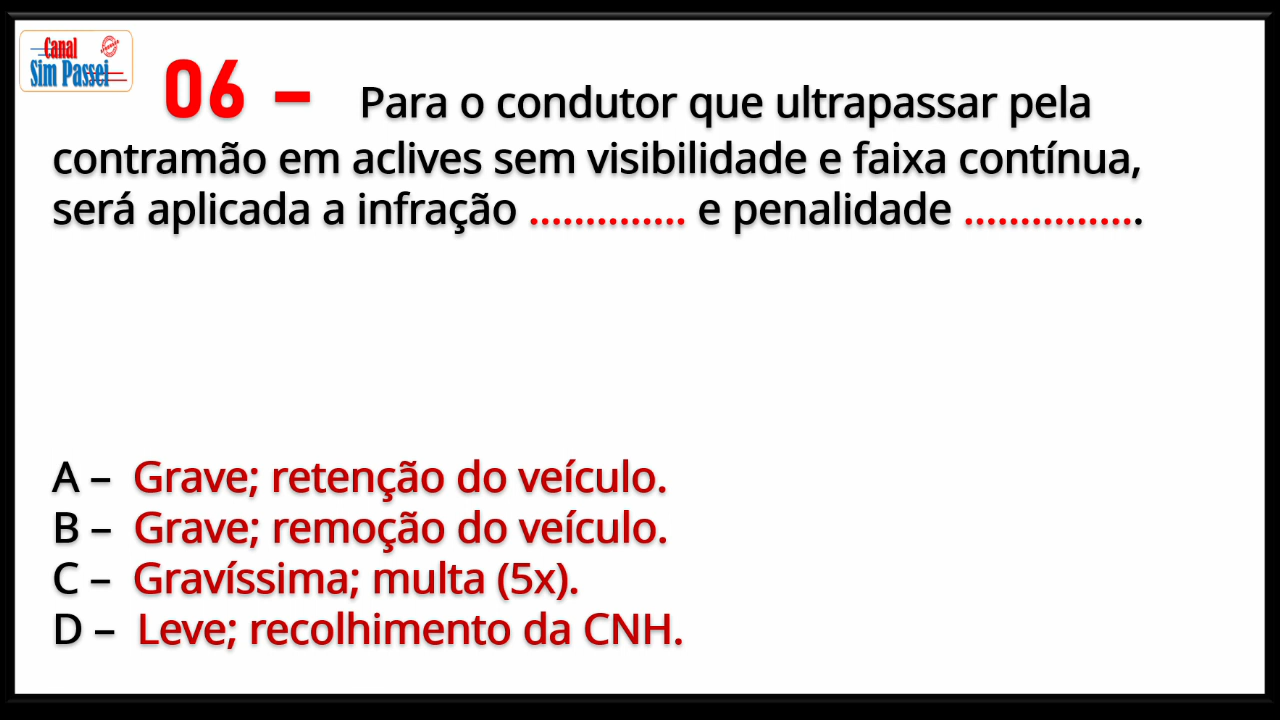 Canal
Sim Passei
06 – Para o condutor que ultrapassar pela
contramão em aclives sem visibilidade e faixa contínua,
será aplicada a infração .............. e penalidade ................
A – Grave; retenção do veículo.
B – Grave; remoção do veículo.
C – Gravíssima; multa (5x).
D – Leve; recolhimento da CNH.